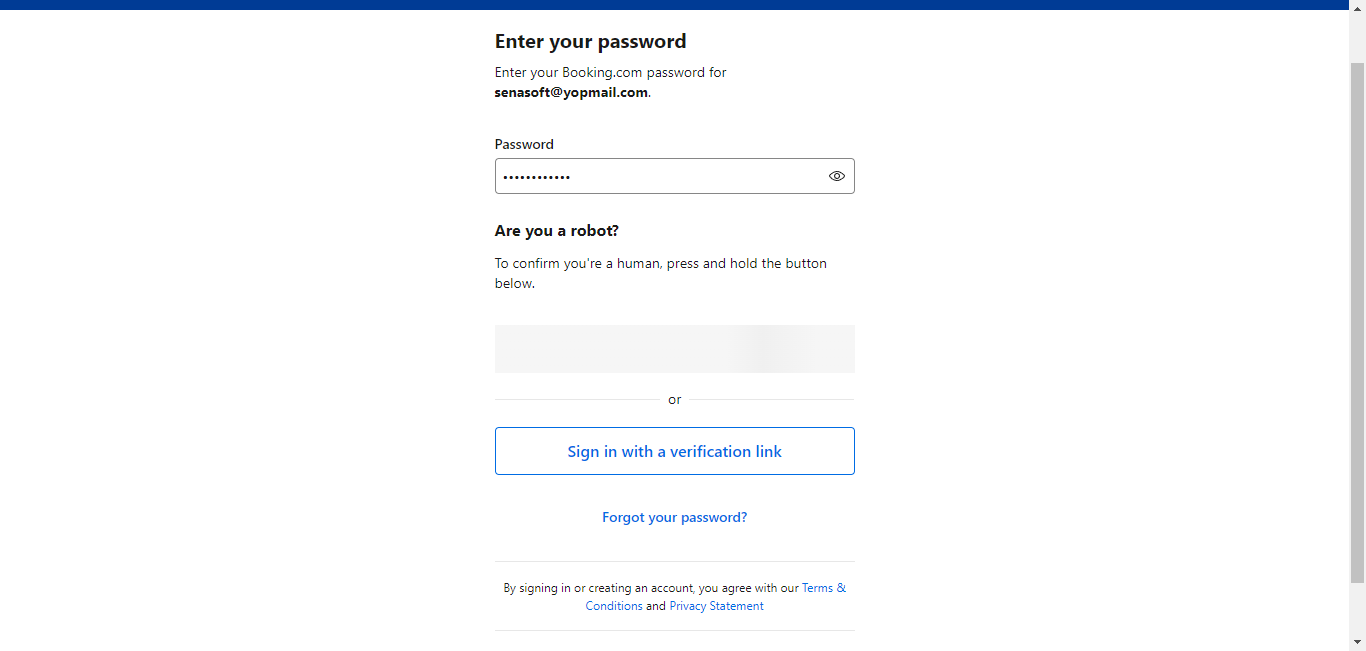 Enter your password
Enter your Booking.com password for
senasoft@yopmail.com.
Password
••••••••••••
Are you a robot?
To confirm you're a human, press and hold the button
below.
or
Sign in with a verification link
Forgot your password?
By signing in or creating an account, you agree with our Terms &
Conditions and Privacy Statement